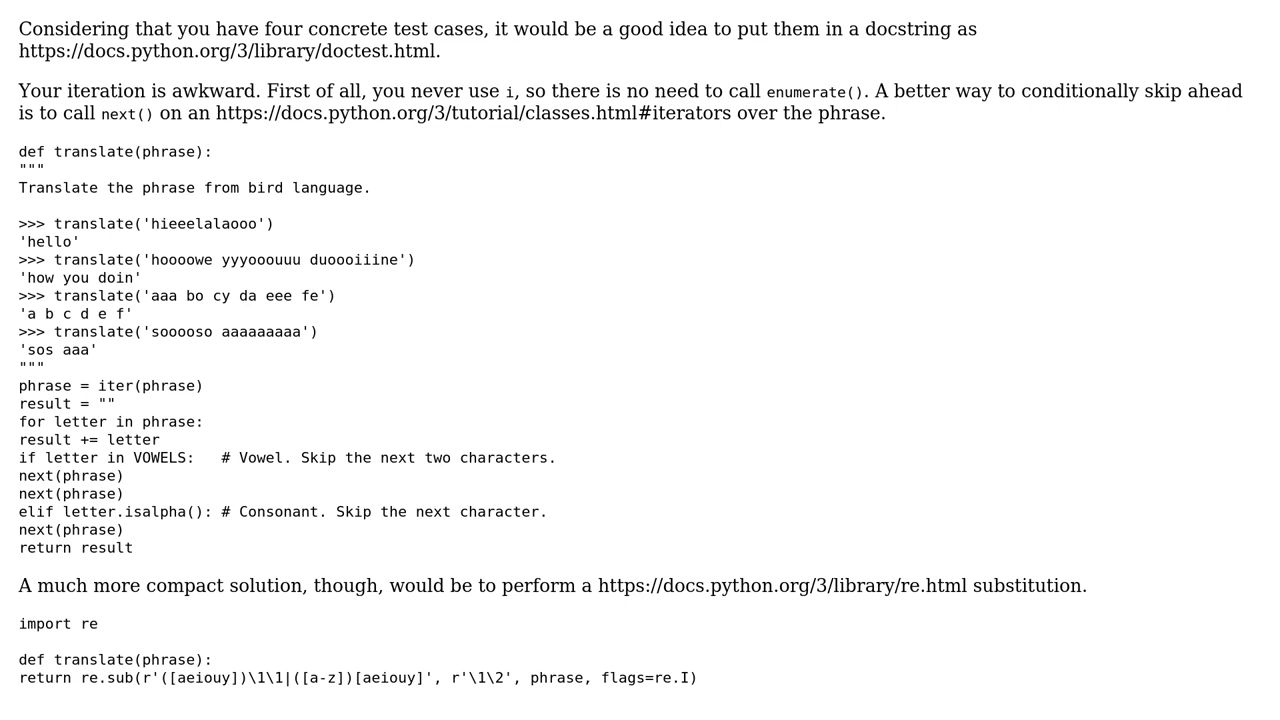 Considering that you have four concrete test cases, it would be a good idea to put them in a docstring as
https://docs.python.org/3/library/doctest.html.
Your iteration is awkward. First of all, you never use i, so there is no need to call enumerate(). A better way to conditionally skip ahead
is to call next() on an https://docs.python.org/3/tutorial/classes.html#iterators over the phrase.
def translate(phrase):
"""
Translate the phrase from bird language.
>>> translate('hieeelalaooo')
'hello'
>>> translate('hoooowe yyyooouuu duoooiiine')
'how you doin'
>>> translate('aaa bo cy da eee fe')
'a b c d e f'
>>> translate('sooooso aaaaaaaaa')
'sos aaa'
"""
phrase = iter(phrase)
result = ""
for letter in phrase:
result += letter
if letter in VOWELS:   # Vowel. Skip the next two characters.
next(phrase)
next(phrase)
elif letter.isalpha(): # Consonant. Skip the next character.
next(phrase)
return result
A much more compact solution, though, would be to perform a https://docs.python.org/3/library/re.html substitution.
import re
def translate(phrase):
return re.sub(r'([aeiouy])\1\1|([a-z])[aeiouy]', r'\1\2', phrase, flags=re.I)